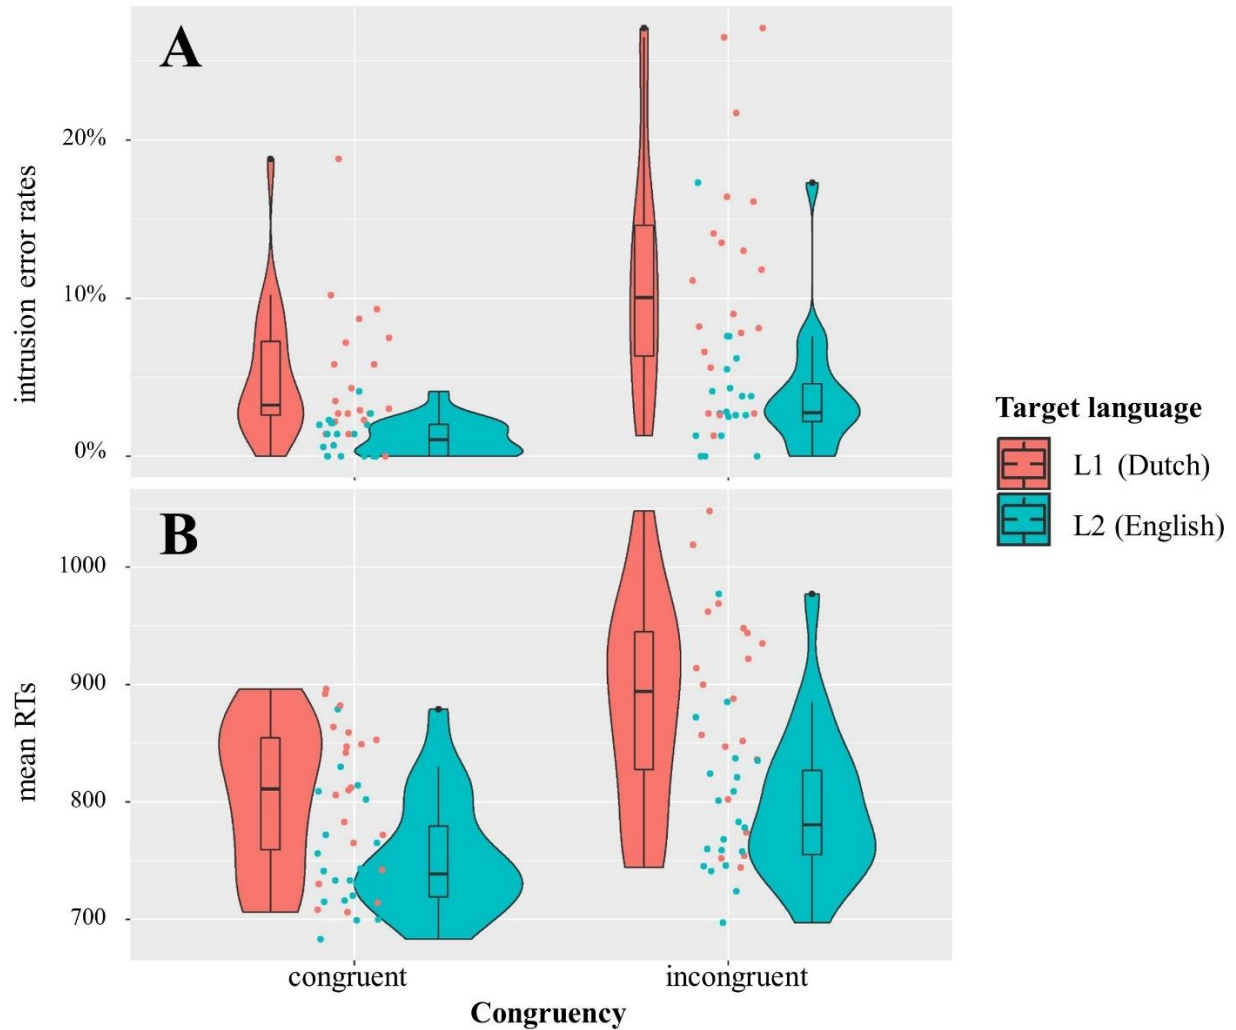 A
intrusion error rates
20%
10%
0%
B
mean RTs
1000
900
800
700
congruent
incongruent
Congruency
Target language
L1 (Dutch)
L2 (English)